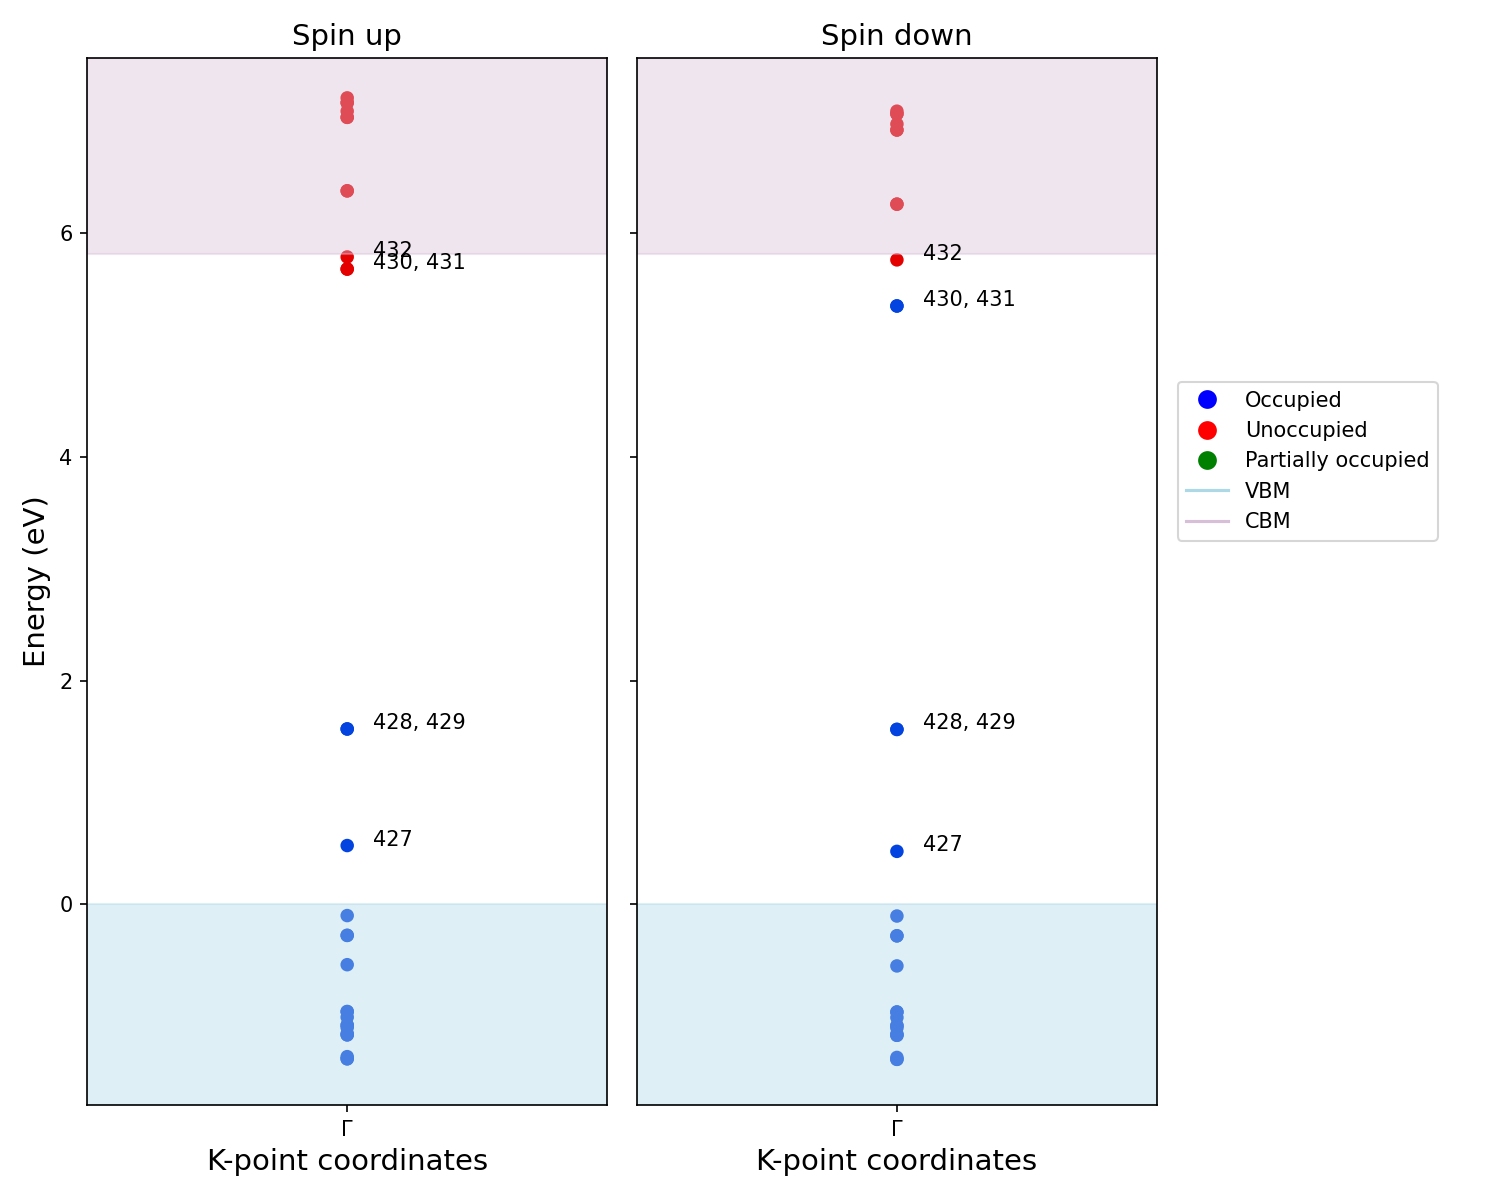 Spin up
Spin down
Energy (eV)
6
4
2
0
432
430, 431
428, 429
427
432
430, 431
428, 429
427
Γ
Γ
K-point coordinates
K-point coordinates
Occupied
Unoccupied
Partially occupied
VBM
CBM